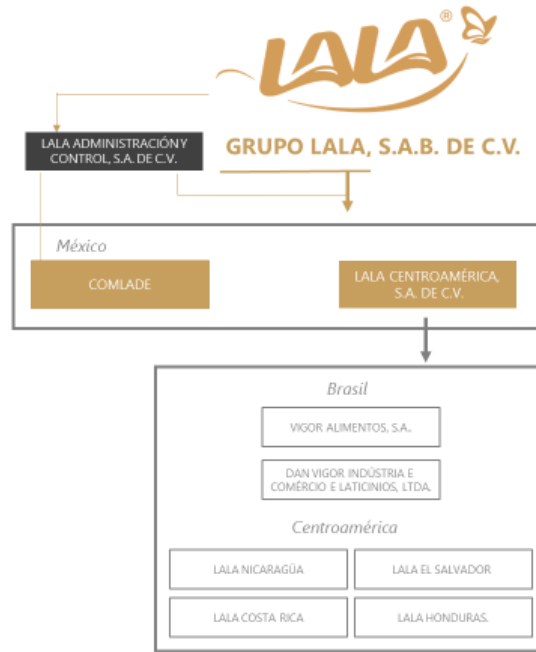 LALA®
LALA ADMINISTRACIÓN Y
CONTROL, S.A. DE C.V.
GRUPO LALA, S.A.B. DE C.V.
México
COMLADE
LALA CENTROAMÉRICA,
S.A. DE C.V.
Brasil
VIGOR ALIMENTOS, S.A..
DAN VIGOR INDÚSTRIA E
COMÉRCIO E LATICINIOS, LTDA.
Centroamérica
LALA NICARAGÜA
LALA EL SALVADOR
LALA COSTA RICA
LALA HONDURAS.